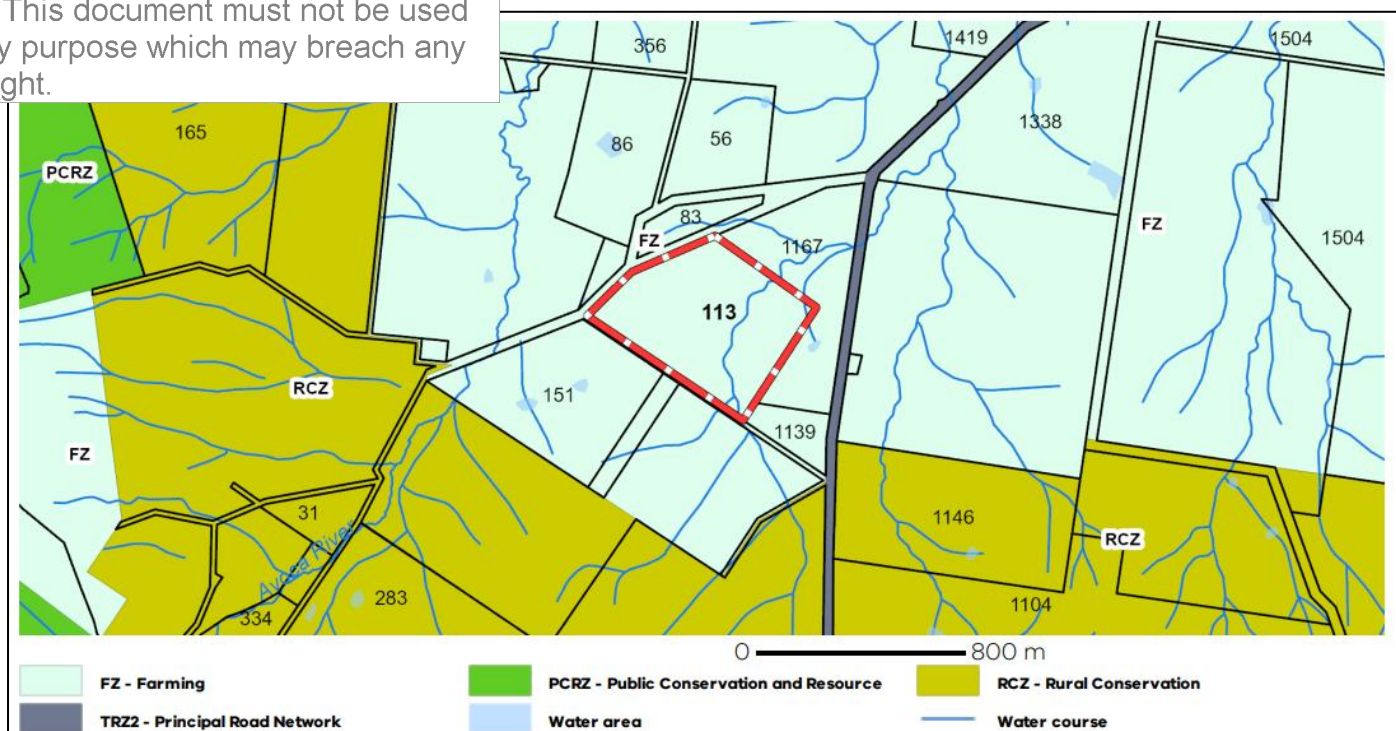 This document must not be used
y purpose which may breach any
ght.
356
1419
1504
165
86
56
1338
PCRZ
83
FZ
1167
FZ
1504
113
RCZ
151
FZ
1139
31
1146
RCZ
Avoca River
283
334
1104
0 800 m
FZ - Farming
PCRZ - Public Conservation and Resource
RCZ - Rural Conservation
TRZ2 - Principal Road Network
Water area
Water course